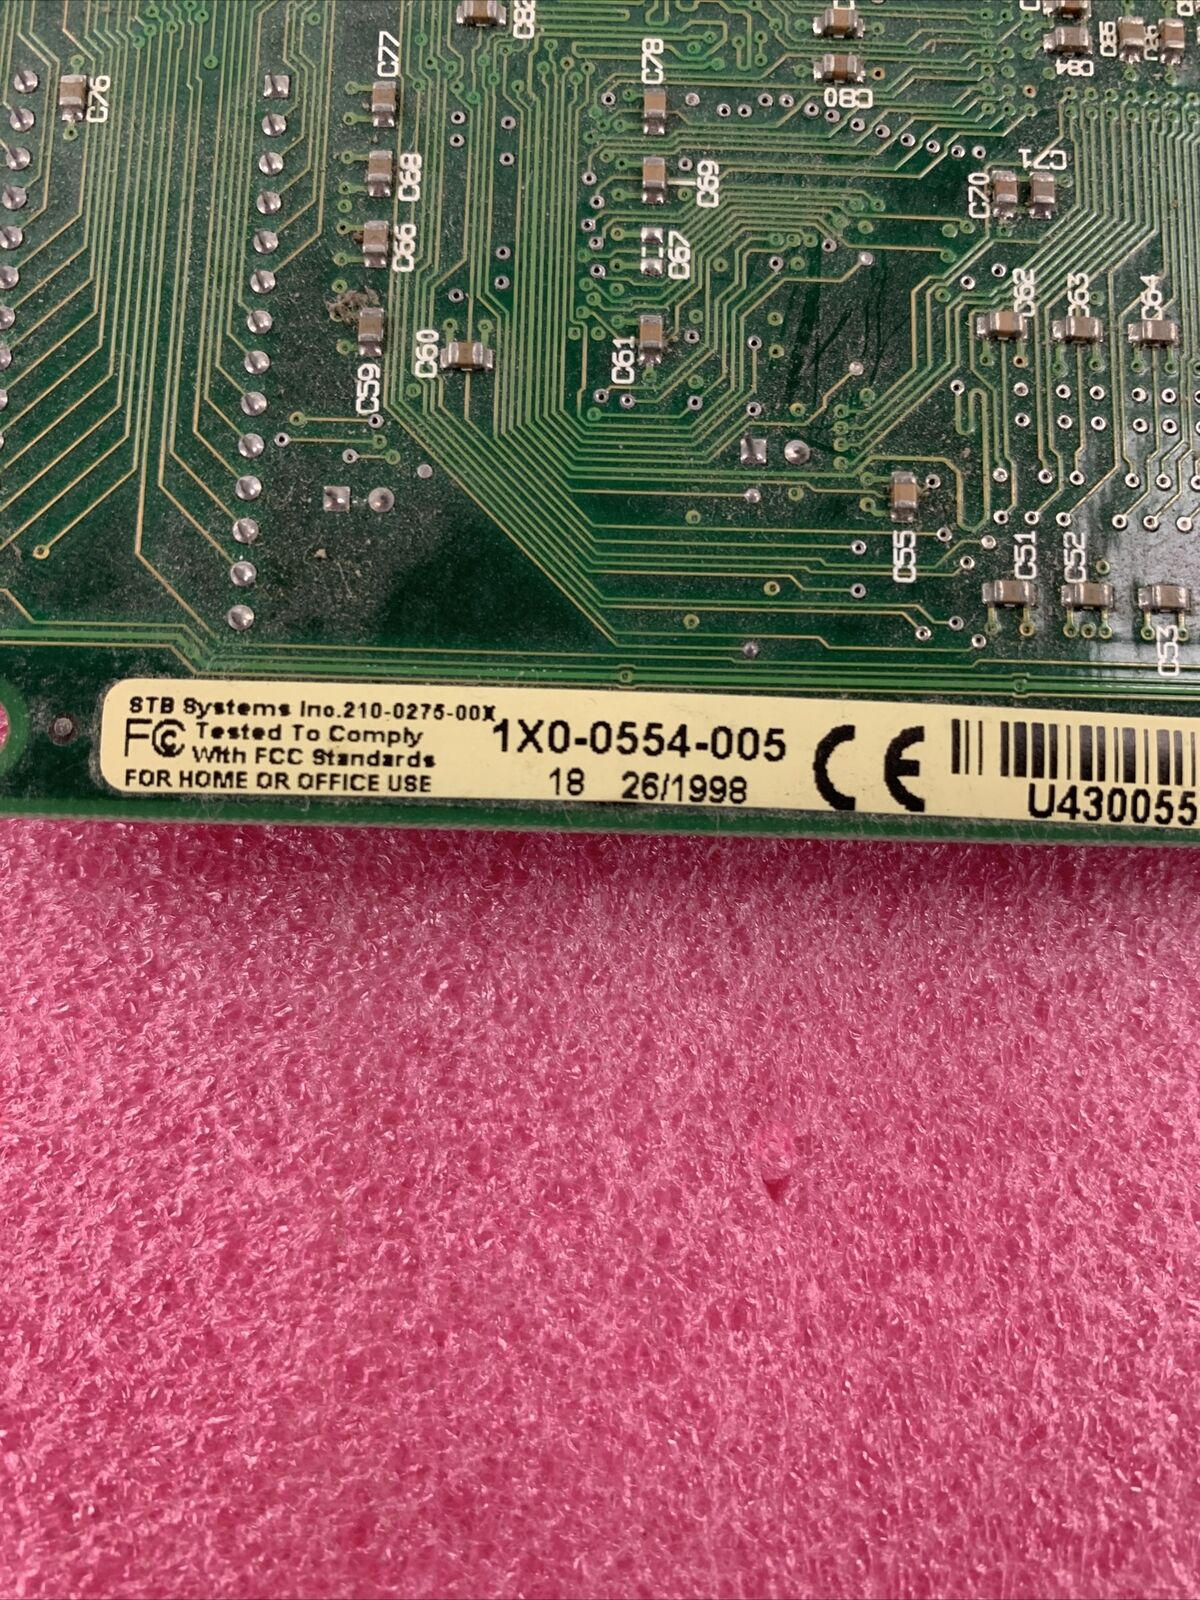 C82
C77
C76
C78
C80
C84
C85
C68
C69
C70
C71
C66
C67
C62
C63
C64
C60
C61
C59
C55
C51
C52
C53
STB Systems Inc.210-0275-00X
FC Tested To Comply
With FCC Standards
FOR HOME OR OFFICE USE
1X0-0554-005
18 26/1998
CE
U430055